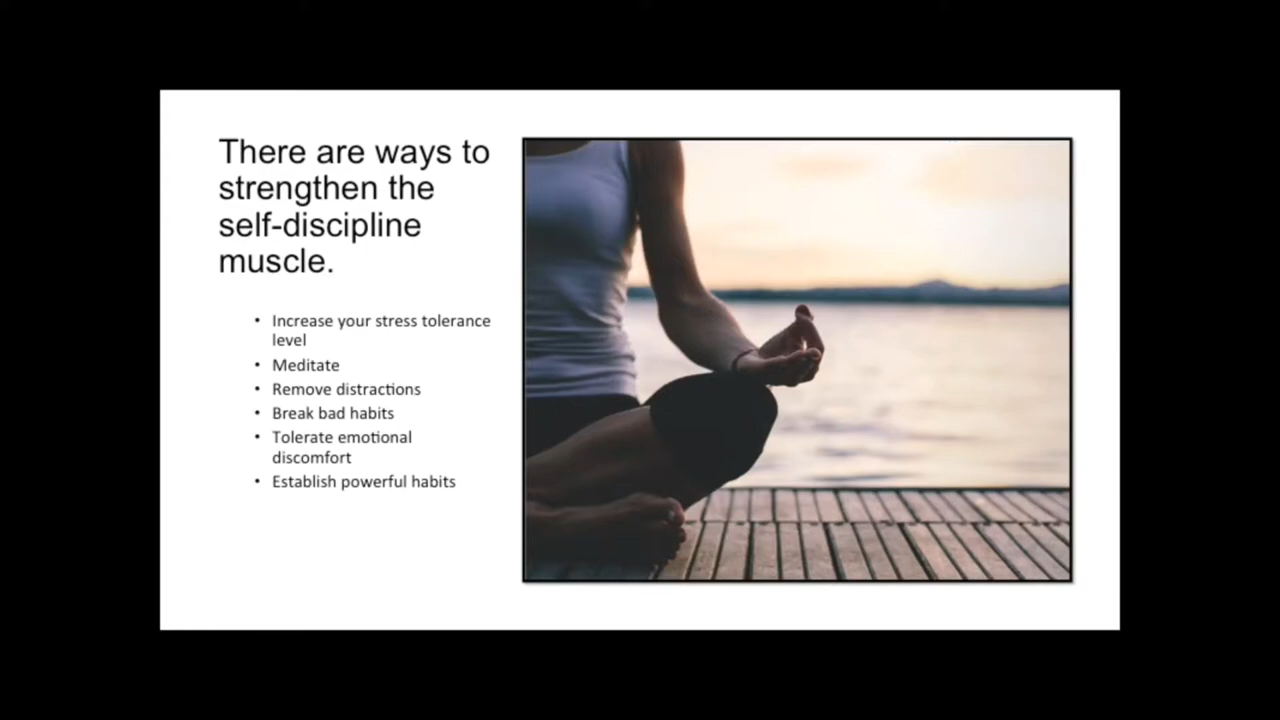 There are ways to
strengthen the
self-discipline
muscle.
• Increase your stress tolerance
level
• Meditate
• Remove distractions
• Break bad habits
• Tolerate emotional
discomfort
• Establish powerful habits